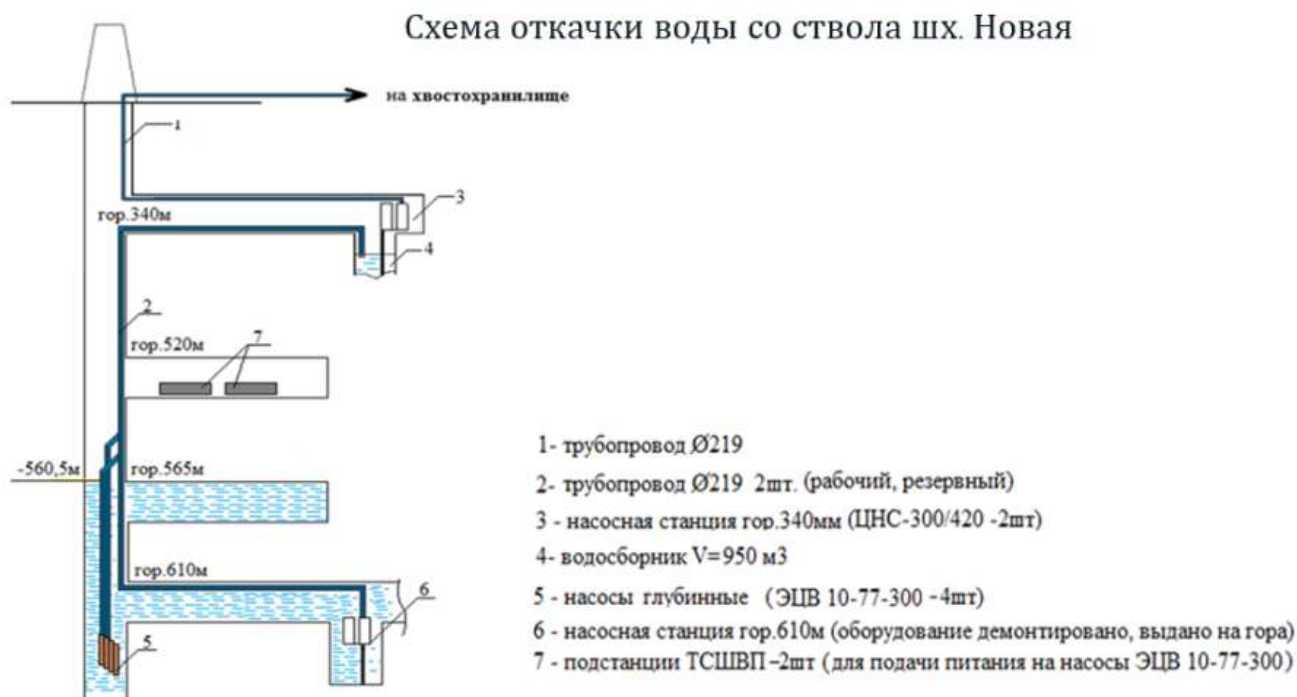 Схема откачки воды со ствола шх. Новая
на хвостохранилище
1
3
гор.340м
4
2
гор.520м
7
-560,5м
гор.565м
гор.610м
6
5
1- трубопровод Ø219
2- трубопровод Ø219 2шт. (рабочий, резервный)
3 - насосная станция гор.340мм (ЦНС-300/420 -2шт)
4- водосборник V=950 м3
5 - насосы глубинные (ЭЦВ 10-77-300 -4шт)
6 - насосная станция гор.610м (оборудование демонтировано, выдано на гора)
7 - подстанции ТСШВП-2шт (для подачи питания на насосы ЭЦВ 10-77-300)